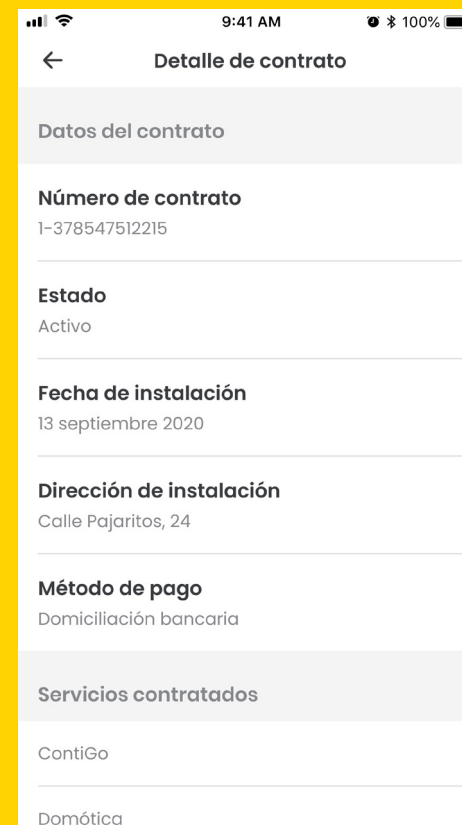 9:41 AM
100%
Detalle de contrato
Datos del contrato
Número de contrato
1-378547512215
Estado
Activo
Fecha de instalación
13 septiembre 2020
Dirección de instalación
Calle Pajaritos, 24
Método de pago
Domiciliación bancaria
Servicios contratados
ContiGo
Domótica